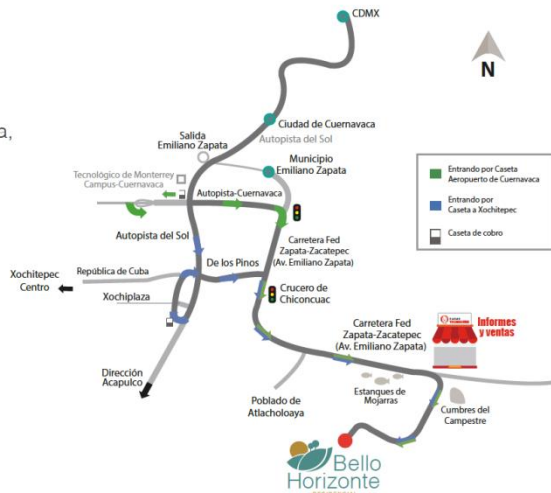 CDMX
N
a,
Ciudad de Cuernavaca
Autopista del Sol
Salida
Emiliano Zapata
Municipio
Emiliano Zapata
Tecnológico de Monterrey
Campus-Cuernavaca
Autopista-Cuernavaca
Entrando por Caseta
Aeropuerto de Cuernavaca
Entrando por
Caseta a Xochitepec
Caseta de cobro
Autopista del Sol
Carretera Fed
Zapata-Zacatepec
(Av. Emiliano Zapata)
Xochitepec
Centro
República de Cuba
De los Pinos
Crucero de
Chiconcuac
Xochiplaza
Carretera Fed
Zapata-Zacatepec
(Av. Emiliano Zapata)
Informes
y ventas
Dirección
Acapulco
Poblado de
Atlacholoaya
Estanques de
Mojarras
Cumbres del
Campestre
Bello
Horizonte